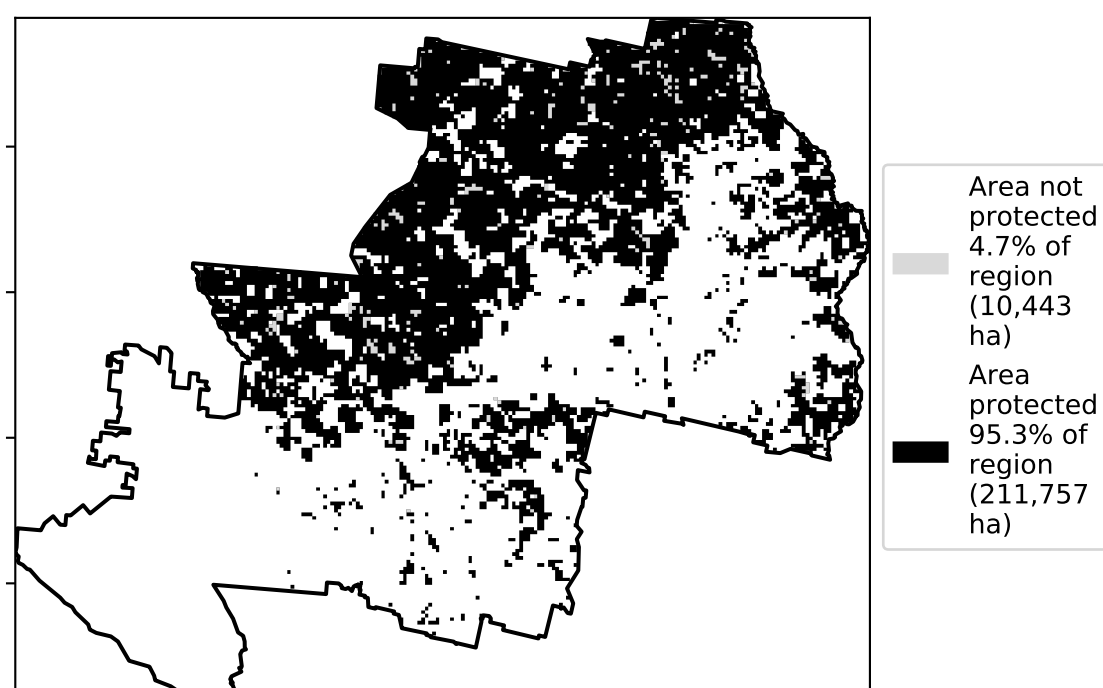 Area not
protected
4.7% of
region
(10,443
ha)
Area
protected
95.3% of
region
(211,757
ha)